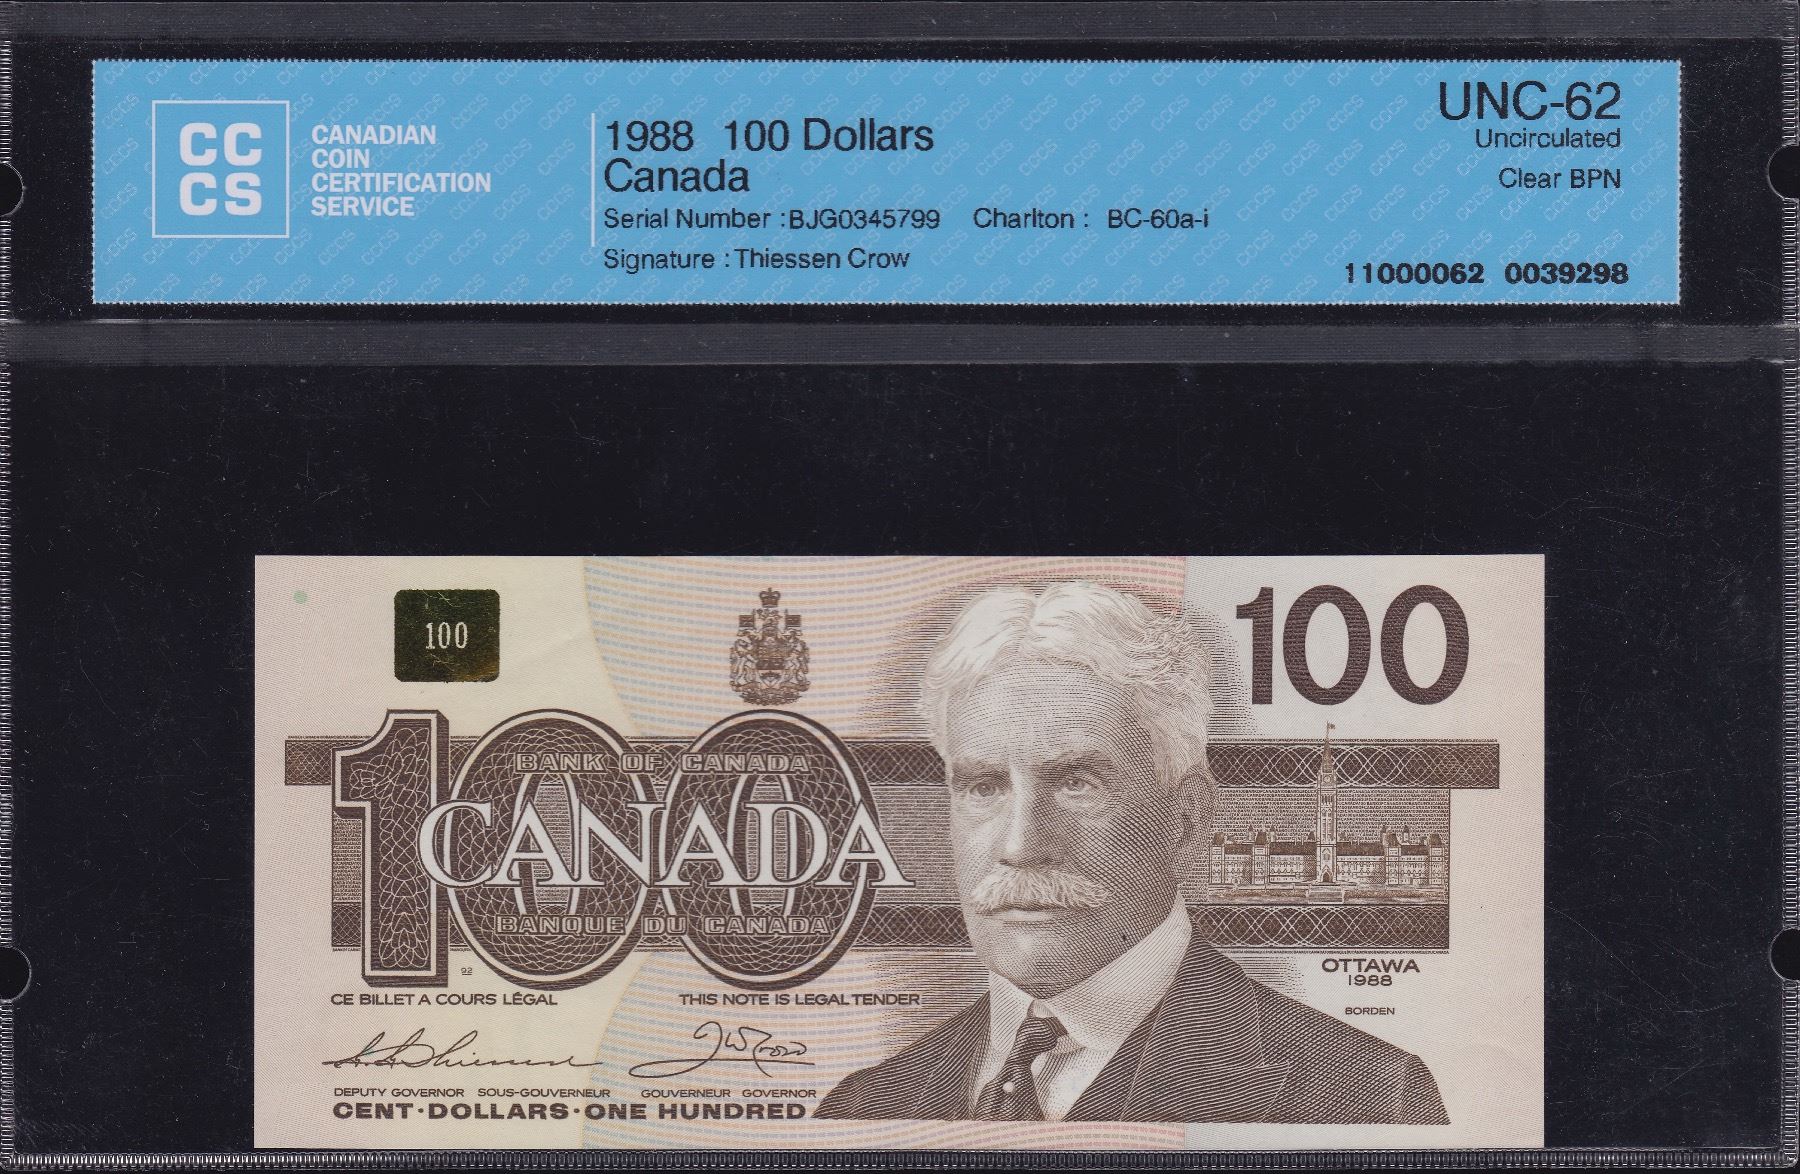 CC
CS
CANADIAN
COIN
CERTIFICATION
SERVICE
1988 100 Dollars
Canada
Serial Number :BJG0345799 Charlton : BC-60a-i
Signature : Thiessen Crow
UNC-62
Uncirculated
Clear BPN
11000062 0039298
100
100
100
BANK OF CANADA
CANADA
BANQUE DU CANADA
92
CE BILLET A COURS LÉGAL
THIS NOTE IS LEGAL TENDER
OTTAWA
1988
BORDEN
DEPUTY GOVERNOR SOUS-GOUVERNEUR
GOUVERNEUR GOVERNOR
CENT·DOLLARS·ONE HUNDRED